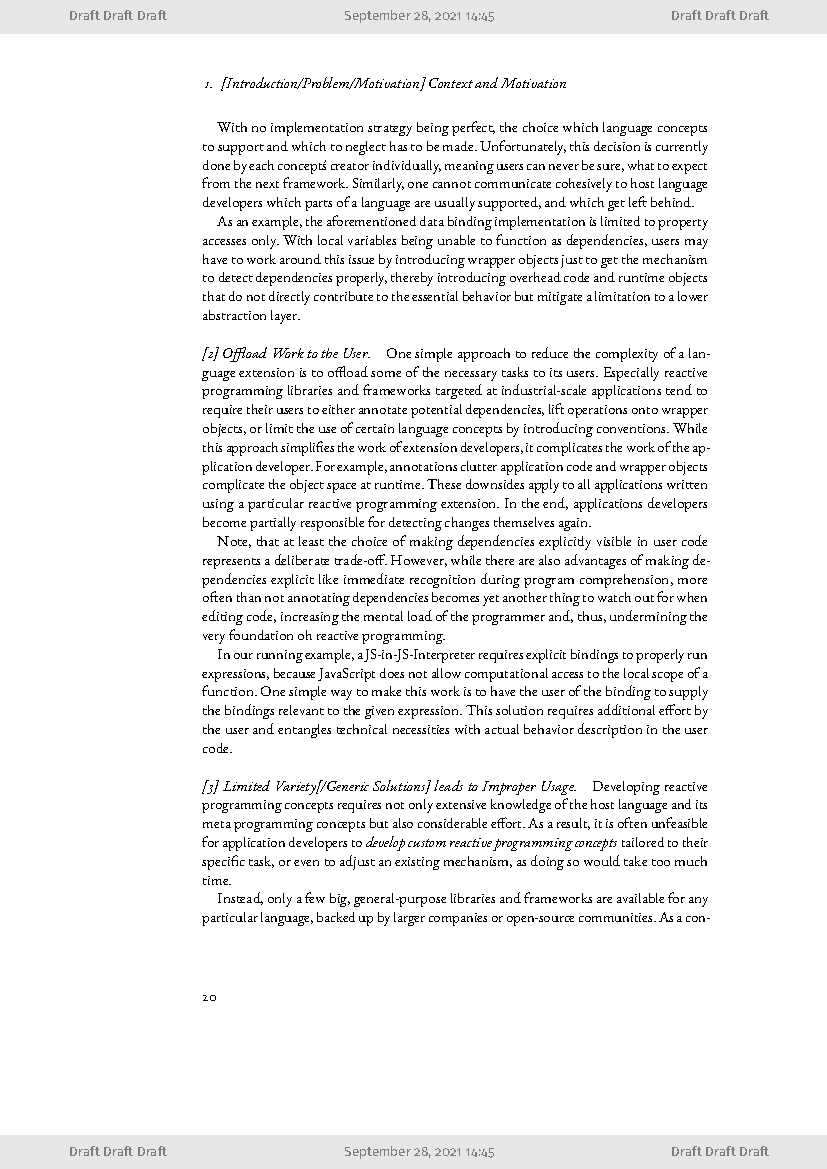 Draft Draft Draft September 28, 2021 14:45 Draft Draft Draft
1. [Introduction/Problem/Motivation] Context and Motivation
With no implementation strategy being perfect, the choice which language concepts
to support and which to neglect has to be made. Unfortunately, this decision is currently
done by each concept´s creator individually, meaning users can never be sure, what to expect
from the next framework. Similarly, one cannot communicate cohesively to host language
developers which parts of a language are usually supported, and which get left behind.
As an example, the aforementioned data binding implementation is limited to property
accesses only. With local variables being unable to function as dependencies, users may
have to work around this issue by introducing wrapper objects just to get the mechanism
to detect dependencies properly, thereby introducing overhead code and runtime objects
that do not directly contribute to the essential behavior but mitigate a limitation to a lower
abstraction layer.
[2] Offload Work to the User. One simple approach to reduce the complexity of a lan-
guage extension is to offload some of the necessary tasks to its users. Especially reactive
programming libraries and frameworks targeted at industrial-scale applications tend to
require their users to either annotate potential dependencies, lift operations onto wrapper
objects, or limit the use of certain language concepts by introducing conventions. While
this approach simplifies the work of extension developers, it complicates the work of the ap-
plication developer. For example, annotations clutter application code and wrapper objects
complicate the object space at runtime. These downsides apply to all applications written
using a particular reactive programming extension. In the end, applications developers
become partially responsible for detecting changes themselves again.
Note, that at least the choice of making dependencies explicitly visible in user code
represents a deliberate trade-off. However, while there are also advantages of making de-
pendencies explicit like immediate recognition during program comprehension, more
often than not annotating dependencies becomes yet another thing to watch out for when
editing code, increasing the mental load of the programmer and, thus, undermining the
very foundation oh reactive programming.
In our running example, a JS-in-JS-Interpreter requires explicit bindings to properly run
expressions, because JavaScript does not allow computational access to the local scope of a
function. One simple way to make this work is to have the user of the binding to supply
the bindings relevant to the given expression. This solution requires additional effort by
the user and entangles technical necessities with actual behavior description in the user
code.
[3] Limited Variety[/Generic Solutions] leads to Improper Usage. Developing reactive
programming concepts requires not only extensive knowledge of the host language and its
meta programming concepts but also considerable effort. As a result, it is often unfeasible
for application developers to develop custom reactive programming concepts tailored to their
specific task, or even to adjust an existing mechanism, as doing so would take too much
time.
Instead, only a few big, general-purpose libraries and frameworks are available for any
particular language, backed up by larger companies or open-source communities. As a con-
20
Draft Draft Draft September 28, 2021 14:45 Draft Draft Draft